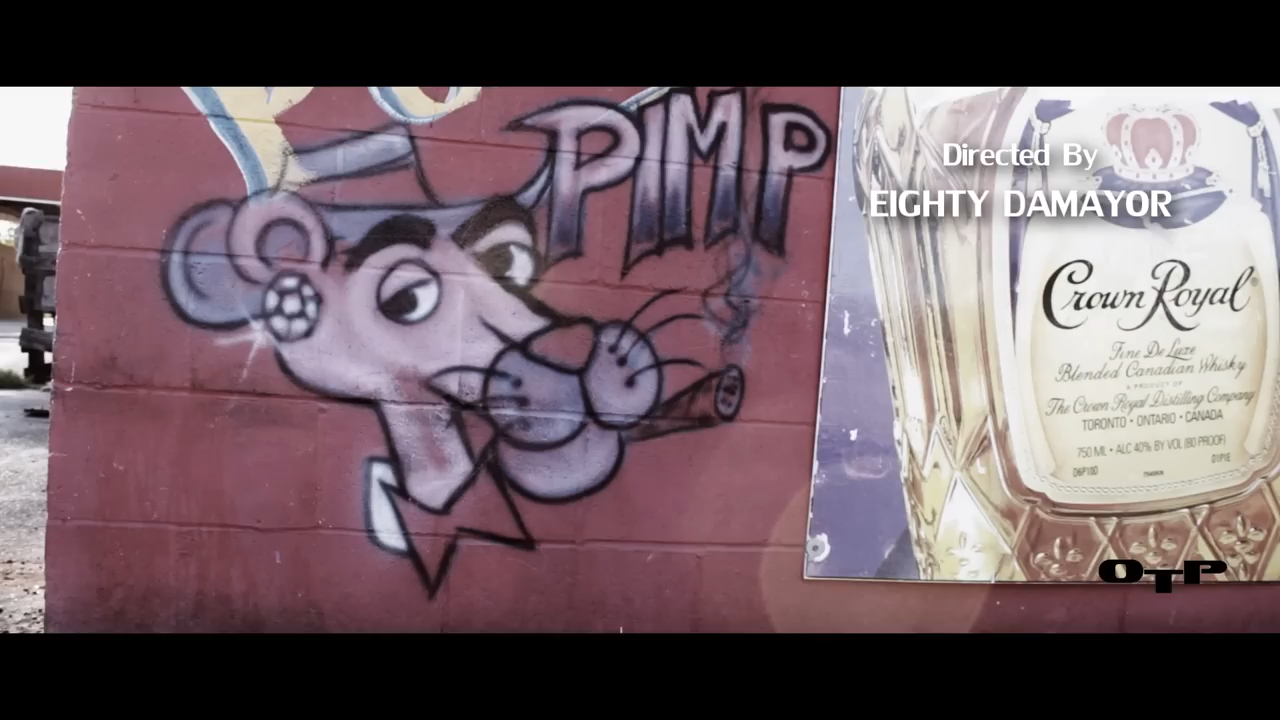 PIMP
Directed By
EIGHTY DAMAYOR
Crown Royal®
Fine De Luxe
Blended Canadian Whisky
A PRODUCT OF
The Crown Royal Distilling Company
TORONTO • ONTARIO • CANADA
750 ML • ALC 40% BY VOL (80 PROOF)
OTP